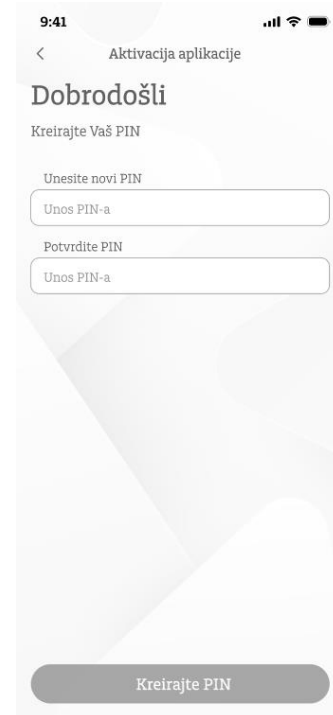 9:41
Aktivacija aplikacije
Dobrodošli
Kreirajte Vaš PIN
Unesite novi PIN
Unos PIN-a
Potvrdite PIN
Unos PIN-a
Kreirajte PIN